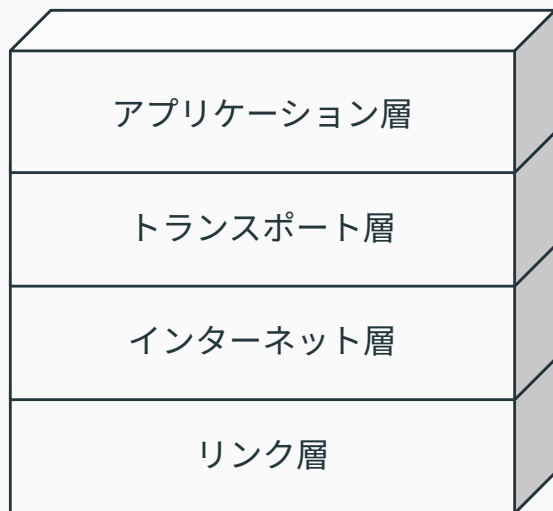 アプリケーション層
トランスポート層
インターネット層
リンク層